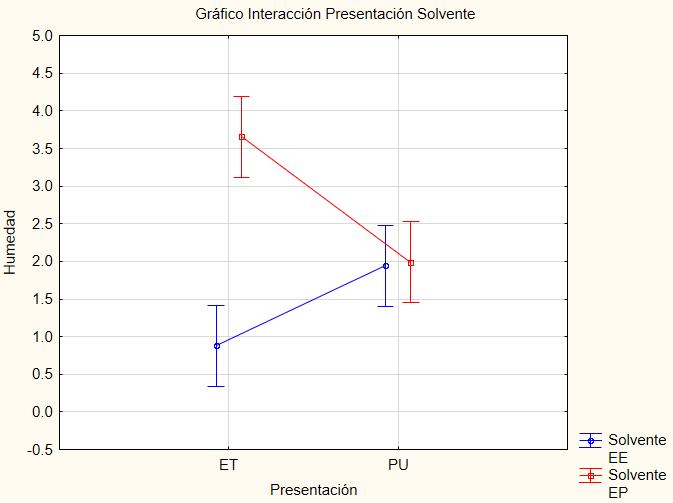 Gráfico Interacción Presentación Solvente
5.0
4.5
4.0
3.5
3.0
2.5
2.0
1.5
1.0
0.5
0.0
-0.5
Humedad
ET
PU
Presentación
Solvente
EE
Solvente
EP